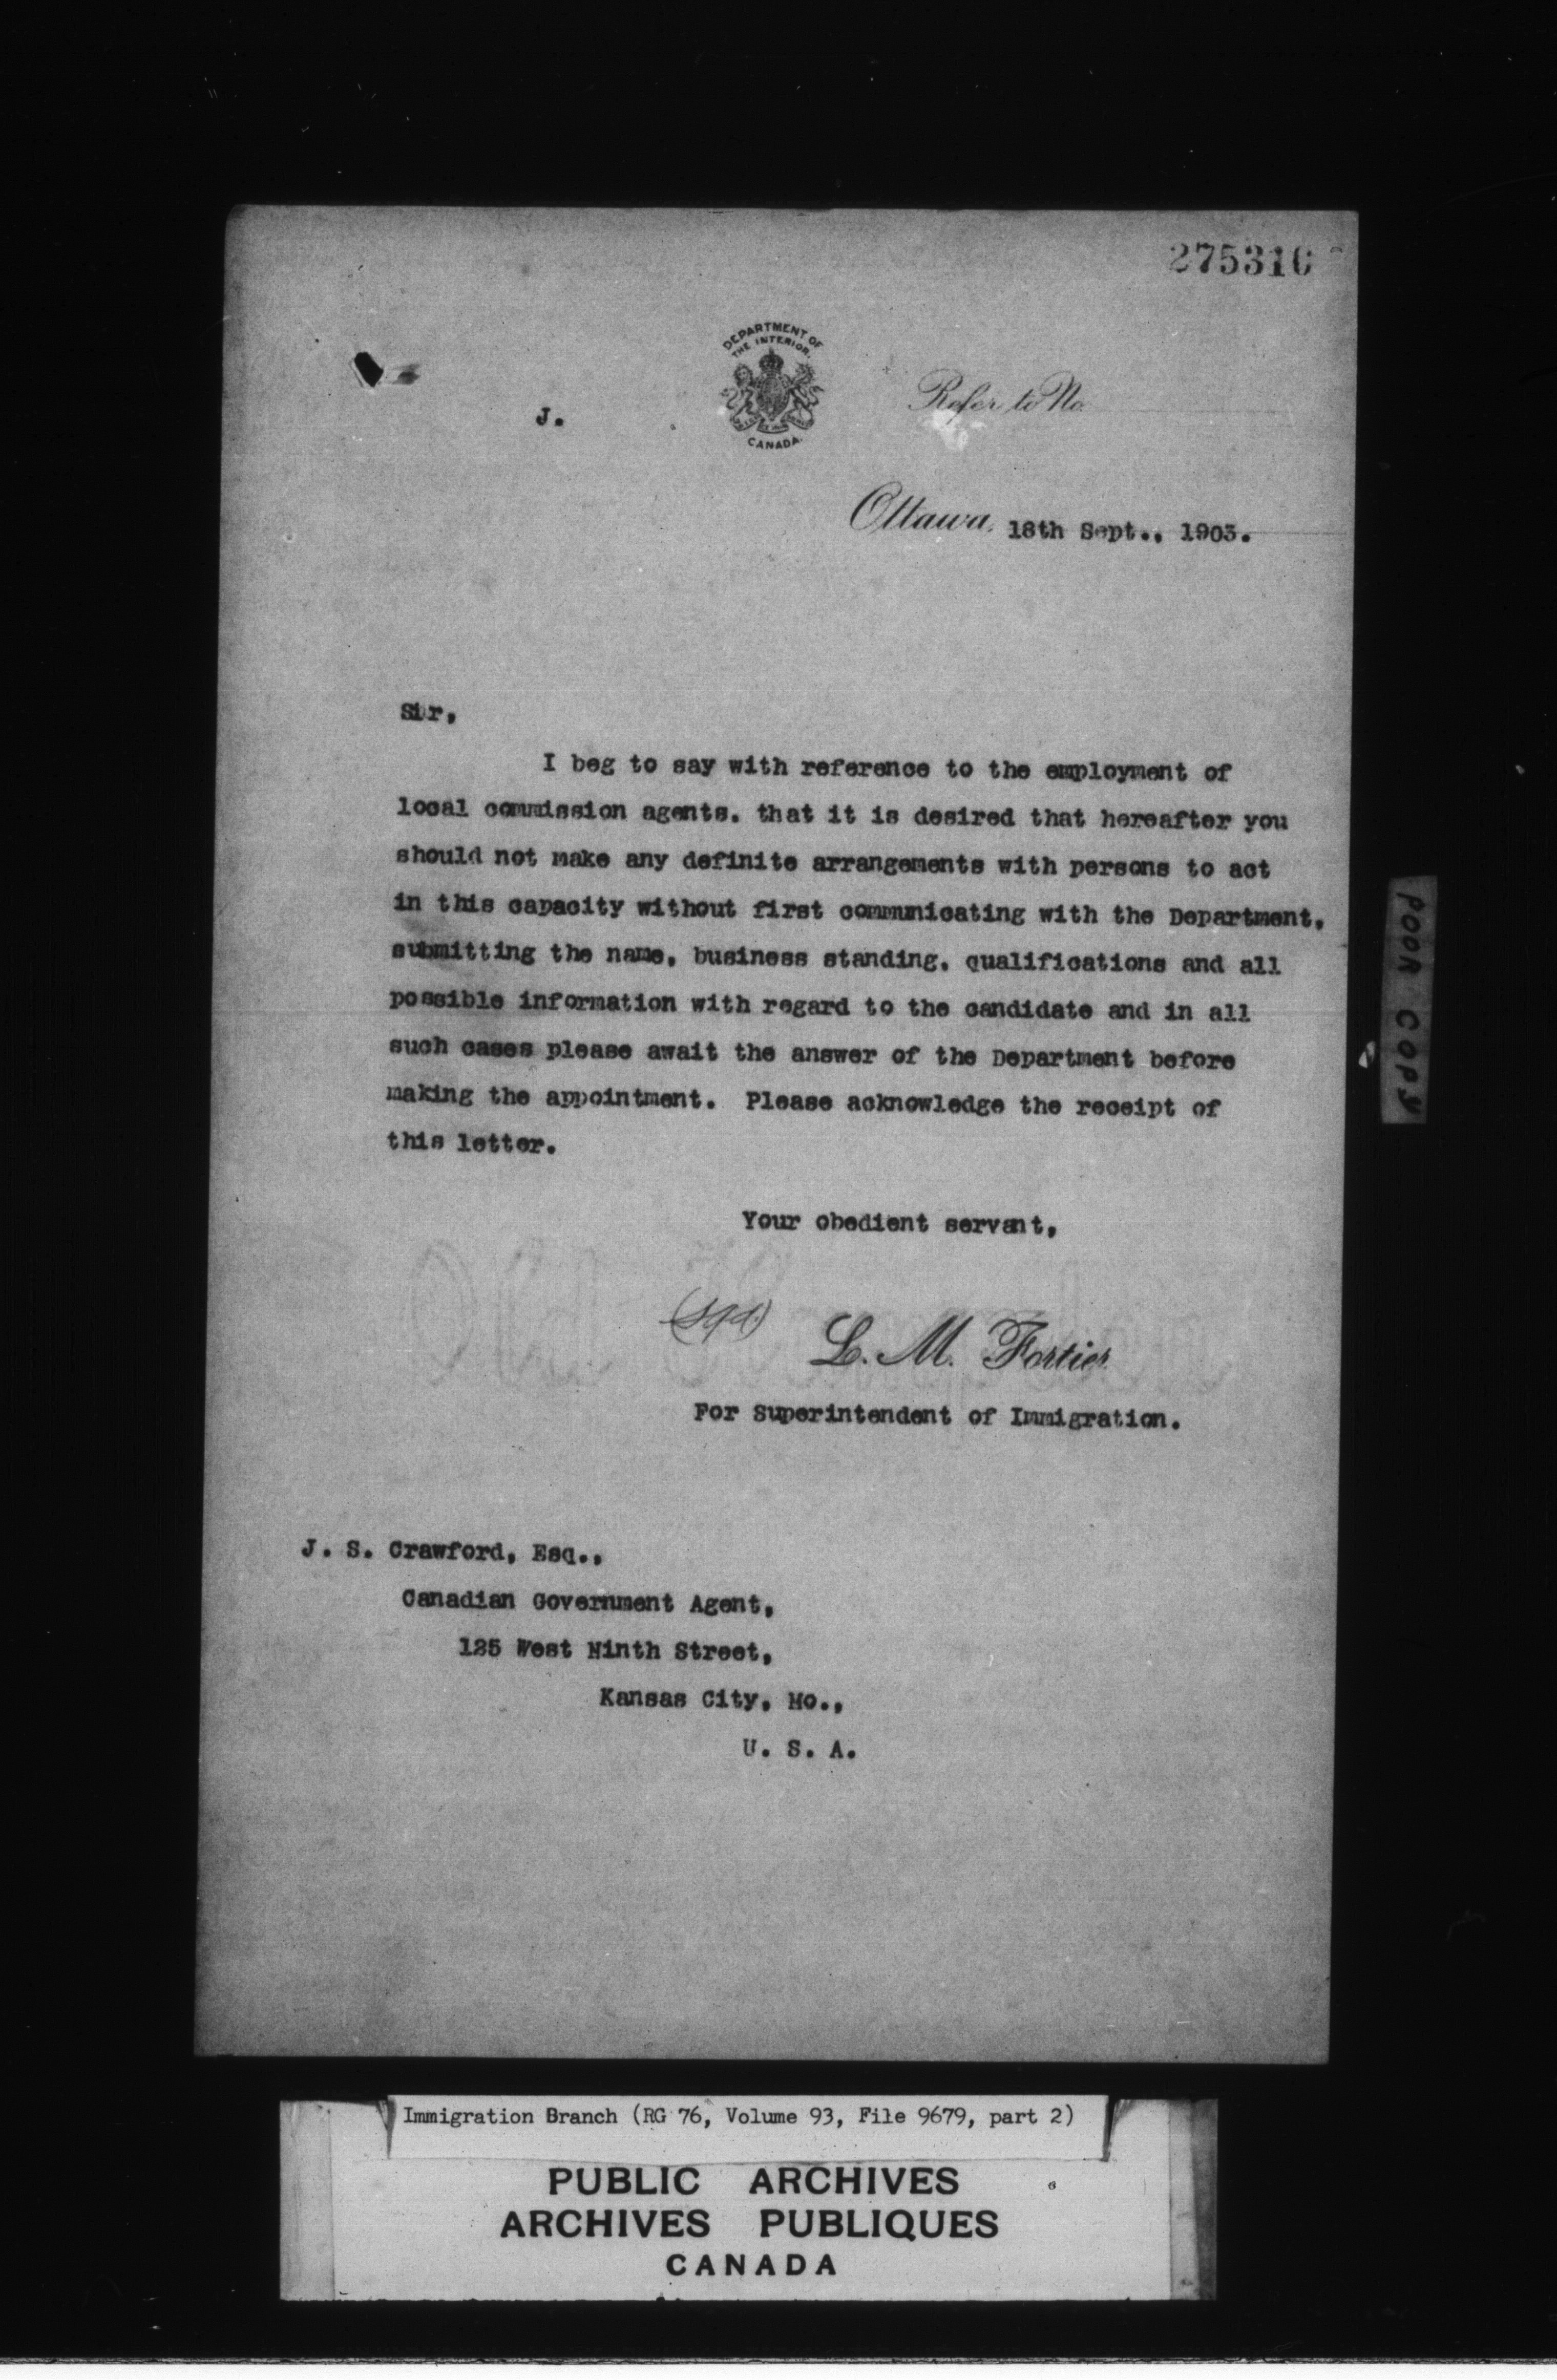 275310
DEPARTMENT OF
THE INTERIOR.
CANADA.
J.
Refer to No.
Ottawa, 18th Sept., 1903.
Sir,
I beg to say with reference to the employment of
local commission agents, that it is desired that hereafter you
should not make any definite arrangements with persons to act
in this capacity without first communicating with the Department,
submitting the name, business standing, qualifications and all
possible information with regard to the candidate and in all
such cases please await the answer of the Department before
making the appointment. Please acknowledge the receipt of
this letter.
Your obedient servant,
(sgd) L. M. Fortier
For Superintendent of Immigration.
J. S. Crawford, Esq.,
Canadian Government Agent,
125 West Ninth Street,
Kansas City, Mo.,
U. S. A.
POOR COPY
Immigration Branch (RG 76, Volume 93, File 9679, part 2)
PUBLIC ARCHIVES
ARCHIVES PUBLIQUES
CANADA